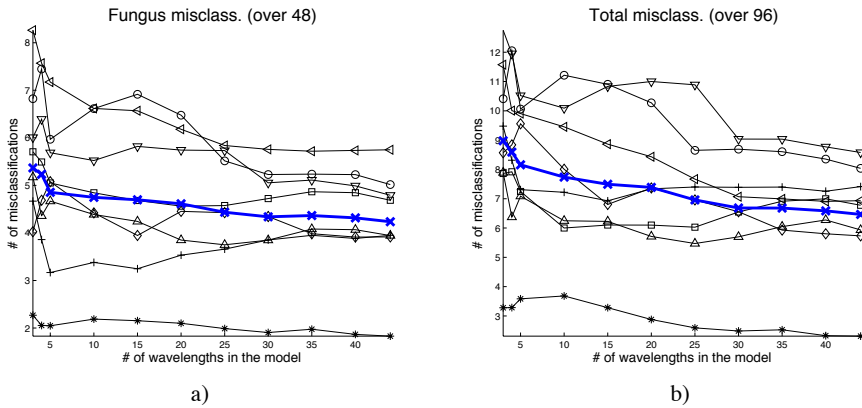 Fungus misclass. (over 48)
8
7
6
5
4
3
2
# of misclassifications
5 10 15 20 25 30 35 40
# of wavelengths in the model
a)
Total misclass. (over 96)
12
11
10
9
8
7
6
5
4
3
# of misclassifications
5 10 15 20 25 30 35 40
# of wavelengths in the model
b)